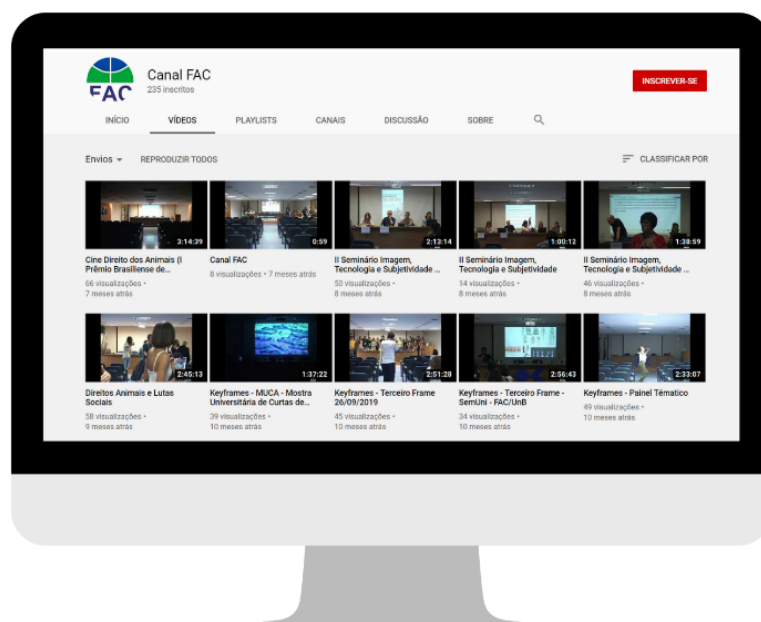 FAC
Canal FAC
235 inscritos
INSCREVER-SE
INÍCIO VÍDEOS PLAYLISTS CANAIS DISCUSSÃO SOBRE
Envios REPRODUZIR TODOS CLASSIFICAR POR
3:14:39 0:59 2:13:14 1:00:12 1:38:59
Cine Direito dos Animais (I Canal FAC II Seminário Imagem, II Seminário Imagem, II Seminário Imagem,
Prêmio Brasiliense de... Tecnologia e Subjetividade ... Tecnologia e Subjetividade Tecnologia e Subjetividade ...
66 visualizações • 8 visualizações • 7 meses atrás 50 visualizações • 14 visualizações • 46 visualizações •
7 meses atrás 8 meses atrás 8 meses atrás 8 meses atrás
2:45:13 1:37:22 2:51:28 2:56:43 2:33:07
Direitos Animais e Lutas Keyframes - MUCA - Mostra Keyframes - Terceiro Frame Keyframes - Terceiro Frame - Keyframes - Painel Tématico
Sociais Universitária de Curtas de... 26/09/2019 SemUni - FAC/UnB
58 visualizações • 39 visualizações • 45 visualizações • 34 visualizações • 49 visualizações •
9 meses atrás 10 meses atrás 10 meses atrás 10 meses atrás 10 meses atrás